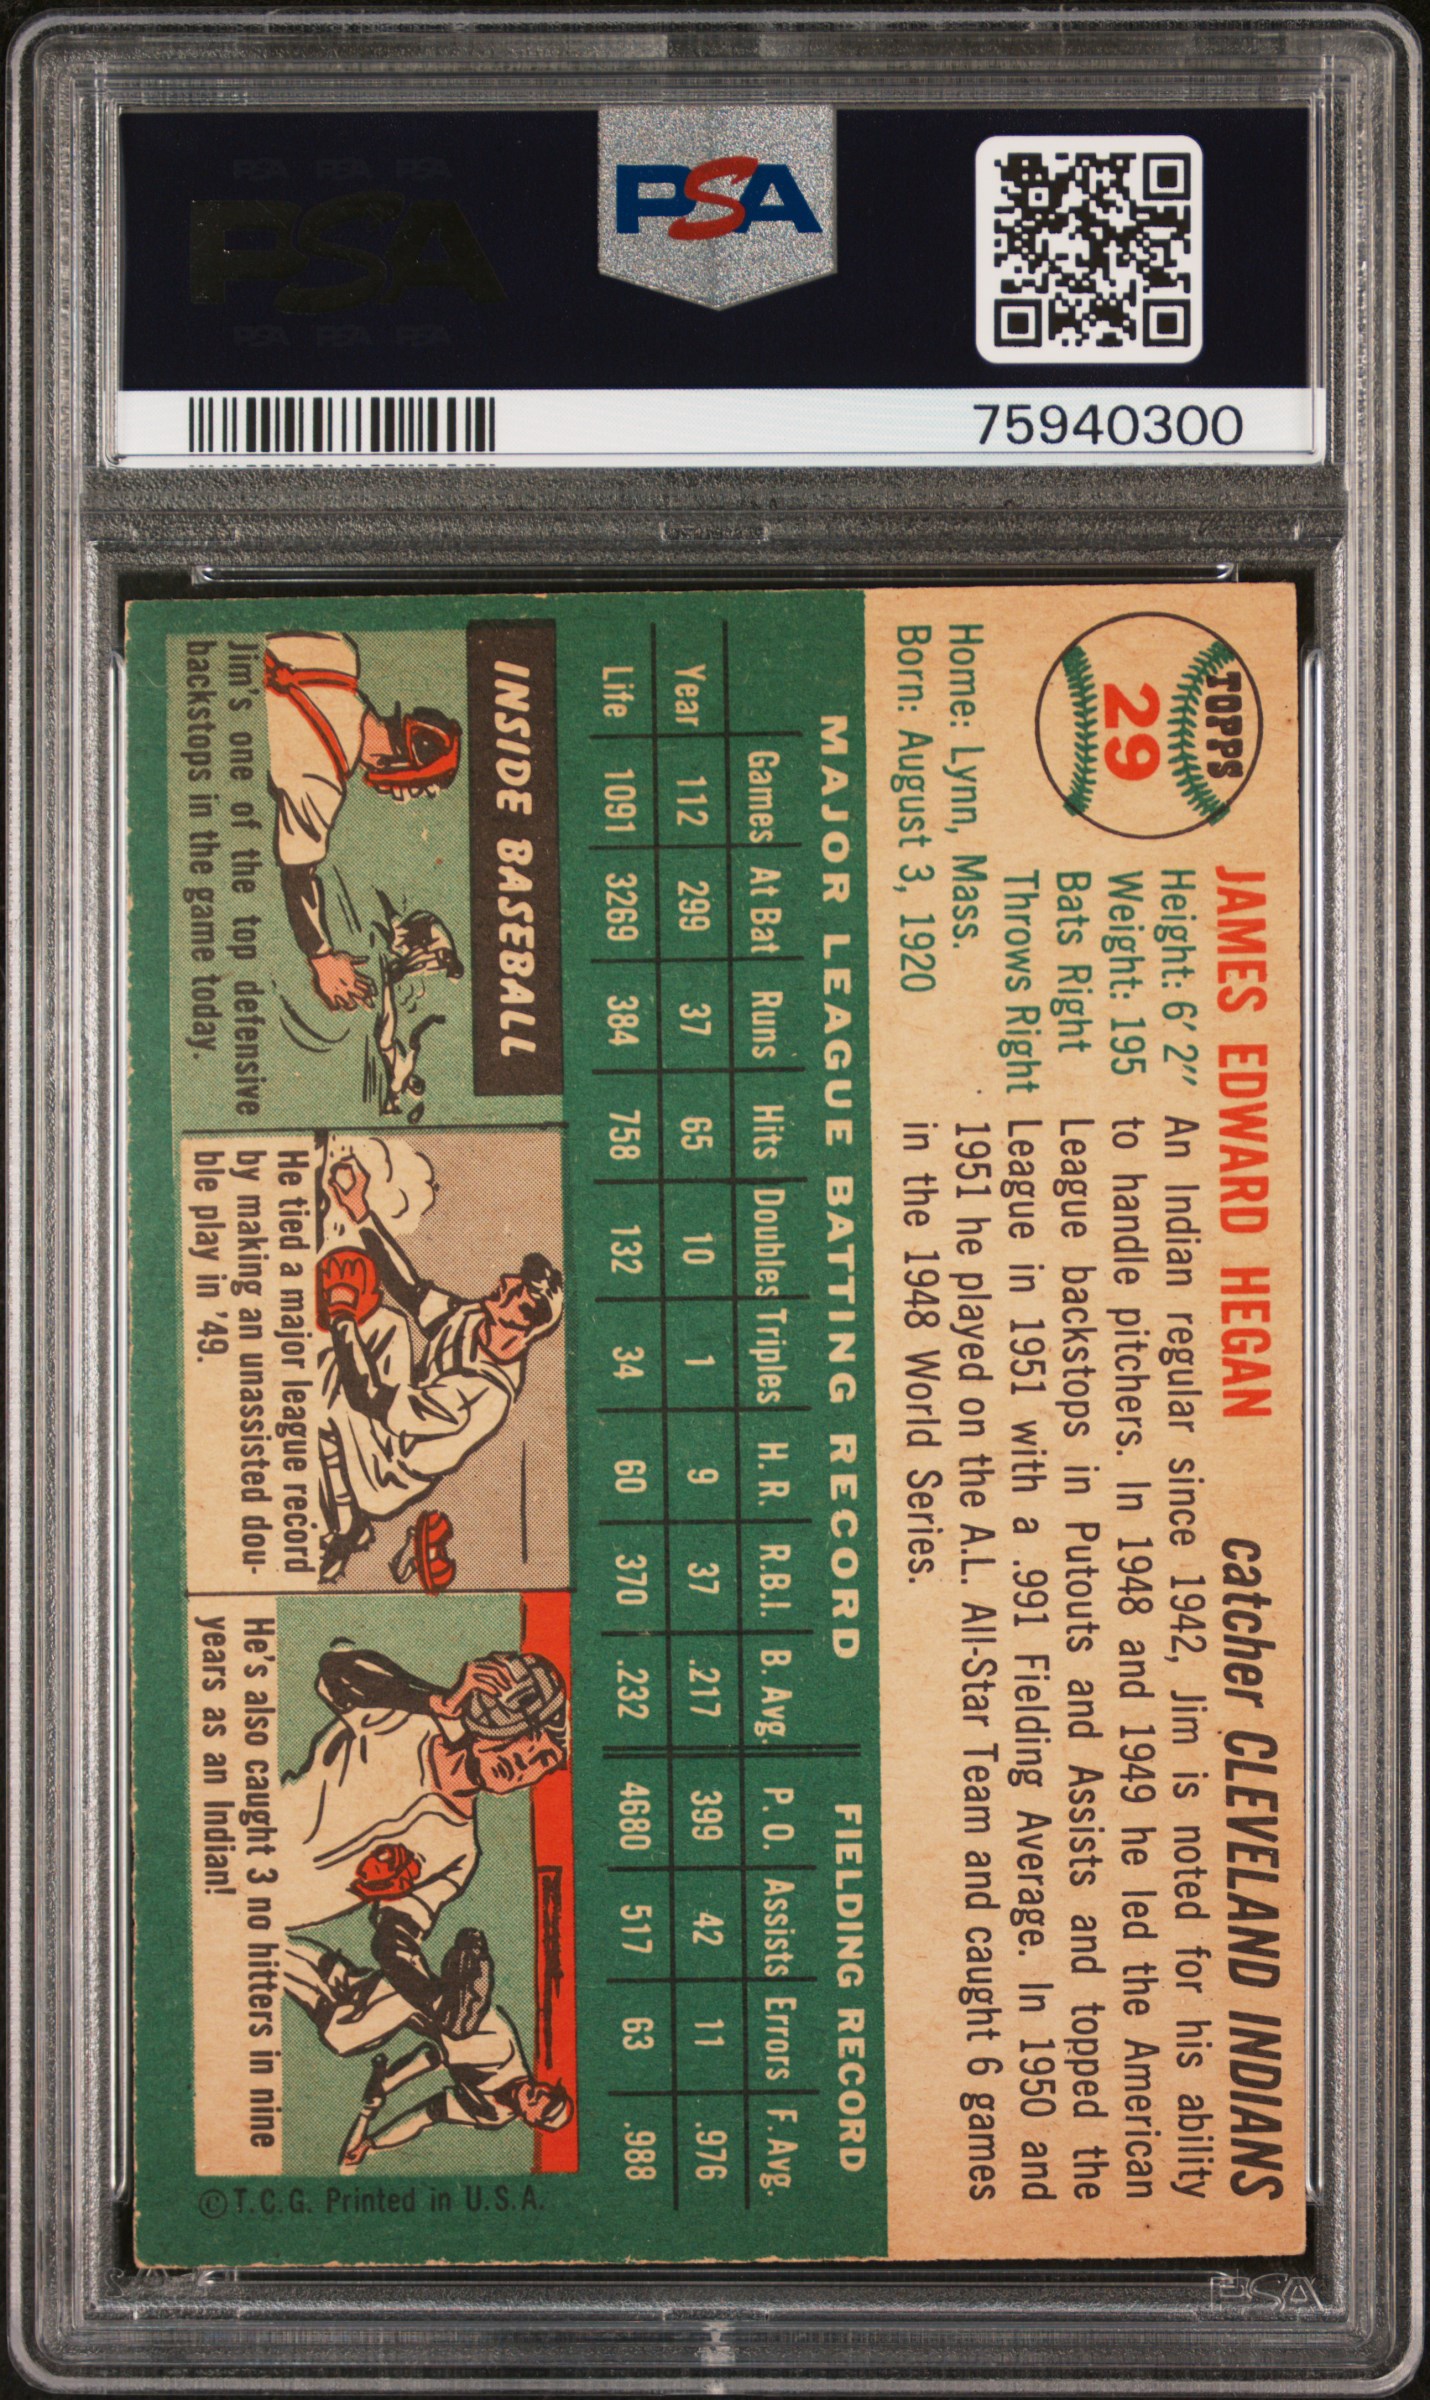 PSA PSA PSA
PSA
PSA PSA PSA
PSA
75940300
TOPPS
29
JAMES EDWARD HEGAN
catcher CLEVELAND INDIANS
Height: 6' 2"
Weight: 195
Bats Right
Throws Right
Home: Lynn, Mass.
Born: August 3, 1920
An Indian regular since 1942, Jim is noted for his ability
to handle pitchers. In 1948 and 1949 he led the American
League backstops in Putouts and Assists and topped the
League in 1951 with a .991 Fielding Average. In 1950 and
1951 he played on the A.L. All-Star Team and caught 6 games
in the 1948 World Series.
MAJOR LEAGUE BATTING RECORD FIELDING RECORD
Games At Bat Runs Hits Doubles Triples H. R. R.B.I. B. Avg. P. O. Assists Errors F. Avg.
Year 112 299 37 65 10 1 9 37 .217 399 42 11 .976
Life 1091 3269 384 758 132 34 60 370 .232 4680 517 63 .988
INSIDE BASEBALL
Jim's one of the top defensive
backstops in the game today.
He tied a major league record
by making an unassisted dou-
ble play in '49.
He's also caught 3 no hitters in nine
years as an Indian!
© T.C.G. Printed in U.S.A.
PSA